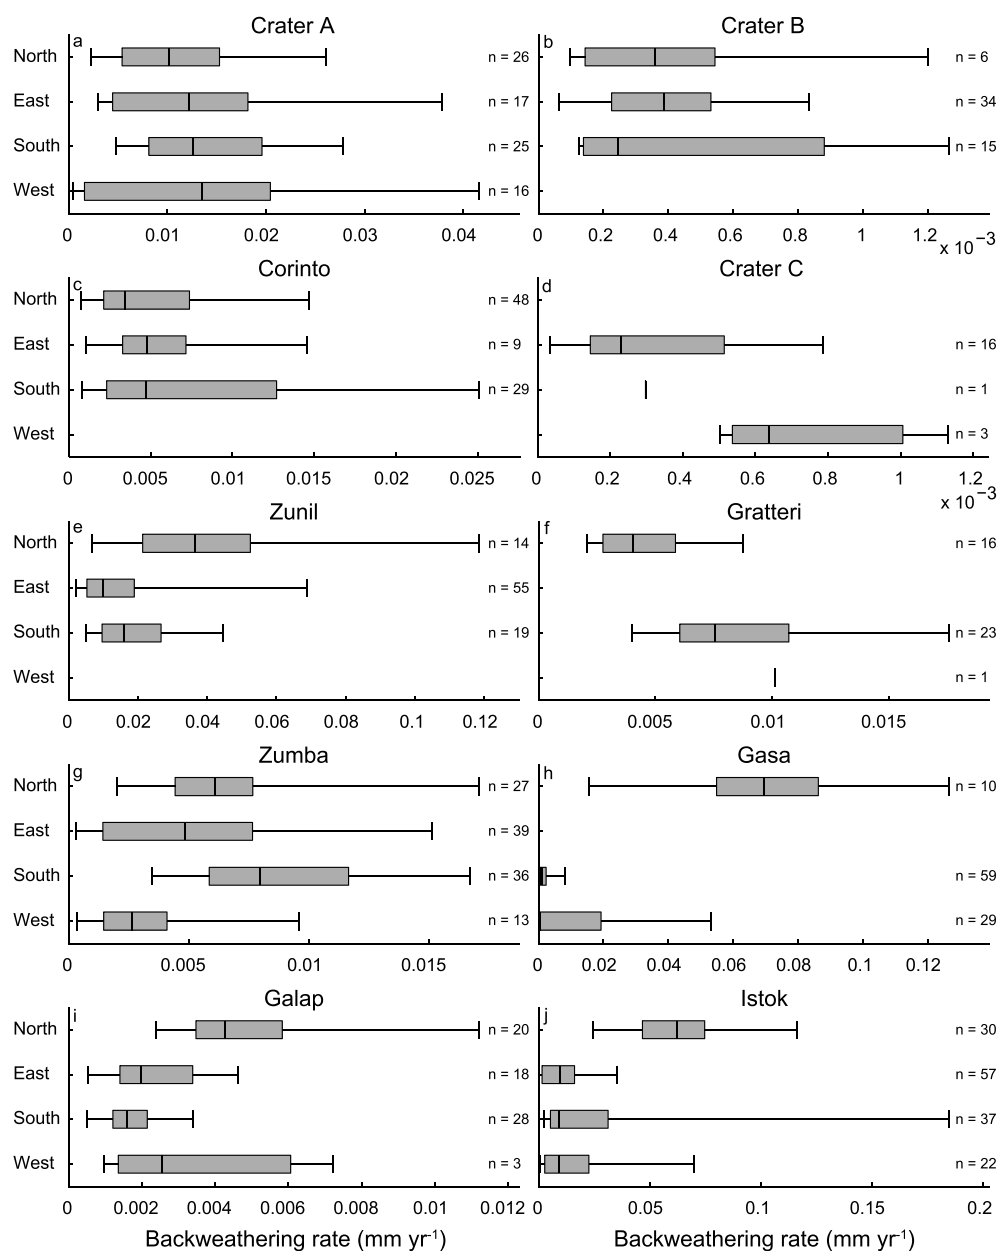 Crater A
Crater B
a
North
n = 26
East
n = 17
South
n = 25
West
n = 16
0 0.01 0.02 0.03 0.04
b
n = 6
n = 34
n = 15
0 0.2 0.4 0.6 0.8 1 1.2
x 10⁻³
Corinto
Crater C
c
North
n = 48
East
n = 9
South
n = 29
West
0 0.005 0.01 0.015 0.02 0.025
d
n = 16
n = 1
n = 3
0 0.2 0.4 0.6 0.8 1 1.2
x 10⁻³
Zunil
Gratteri
e
North
n = 14
East
n = 55
South
n = 19
West
0 0.02 0.04 0.06 0.08 0.1 0.12
f
n = 16
n = 23
n = 1
0 0.005 0.01 0.015
Zumba
Gasa
g
North
n = 27
East
n = 39
South
n = 36
West
n = 13
0 0.005 0.01 0.015
h
n = 10
n = 59
n = 29
0 0.02 0.04 0.06 0.08 0.1 0.12
Galap
Istok
i
North
n = 20
East
n = 18
South
n = 28
West
n = 3
0 0.002 0.004 0.006 0.008 0.01 0.012
Backweathering rate (mm yr⁻¹)
j
n = 30
n = 57
n = 37
n = 22
0 0.05 0.1 0.15 0.2
Backweathering rate (mm yr⁻¹)